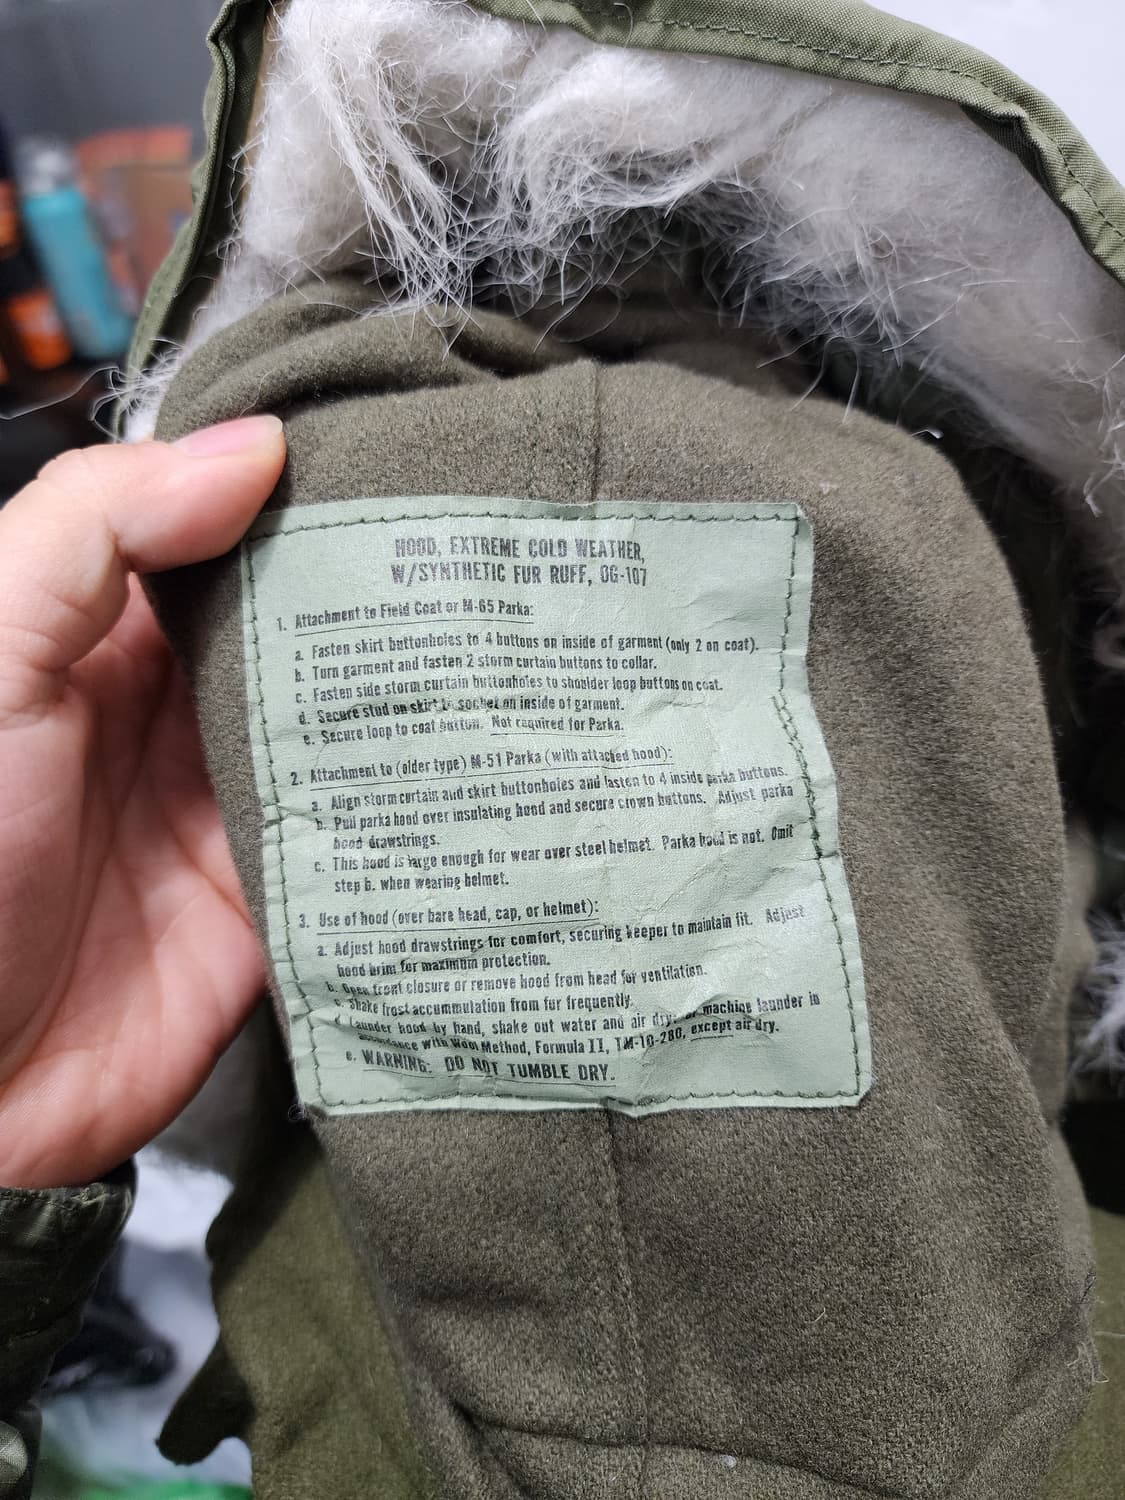 HOOD, EXTREME COLD WEATHER,
W/SYNTHETIC FUR RUFF, OG-107
1. Attachment to Field Coat or M-65 Parka:
a. Fasten skirt buttonholes to 4 buttons on inside of garment (only 2 on coat).
b. Turn garment and fasten 2 storm curtain buttons to collar.
c. Fasten side storm curtain buttonholes to shoulder loop buttons on coat.
d. Secure stud on skirt to socket on inside of garment.
e. Secure loop to coat button. Not required for Parka.
2. Attachment to (older type) M-51 Parka (with attached hood):
a. Align storm curtain and skirt buttonholes and fasten to 4 inside parka buttons.
b. Pull parka hood over insulating hood and secure crown buttons. Adjust parka
hood drawstrings.
c. This hood is large enough for wear over steel helmet. Parka hood is not. Omit
step b. when wearing helmet.
3. Use of hood (over bare head, cap, or helmet):
a. Adjust hood drawstrings for comfort, securing keeper to maintain fit. Adjust
hood brim for maximum protection.
b. Open front closure or remove hood from head for ventilation.
c. Shake frost accummulation from fur frequently.
d. Launder hood by hand, shake out water and air dry; or machine launder in
accordance with Wool Method, Formula II, TM-10-280, except air dry.
e. WARNING: DO NOT TUMBLE DRY.